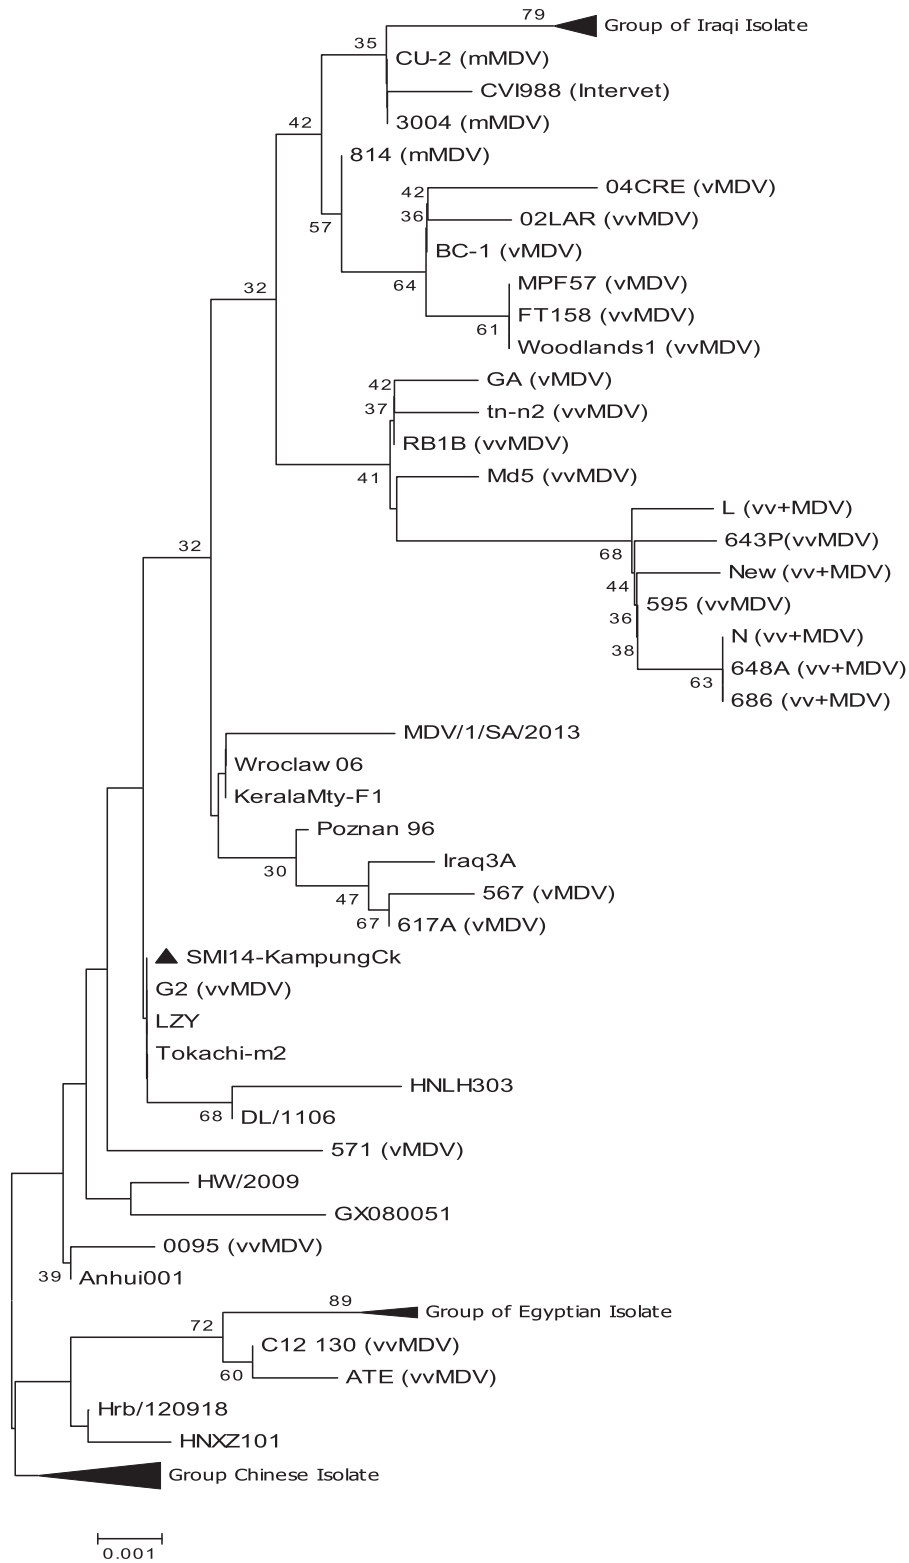 79
Group of Iraqi Isolate
35
CU-2 (mMDV)
CVI988 (Intervet)
3004 (mMDV)
42
814 (mMDV)
04CRE (vMDV)
42
36
02LAR (vvMDV)
57
BC-1 (vMDV)
64
MPF57 (vMDV)
32
FT158 (vvMDV)
61
Woodlands1 (vvMDV)
GA (vMDV)
42
37
tn-n2 (vvMDV)
RB1B (vvMDV)
41
Md5 (vvMDV)
L (vv+MDV)
32
68
643P(vvMDV)
New (vv+MDV)
44
595 (vvMDV)
36
N (vv+MDV)
38
648A (vv+MDV)
63
686 (vv+MDV)
MDV/1/SA/2013
Wroclaw 06
KeralaMty-F1
Poznan 96
30
Iraq3A
47
567 (vMDV)
67
617A (vMDV)
SMI14-KampungCk
G2 (vvMDV)
LZY
Tokachi-m2
HNLH303
68
DL/1106
571 (vMDV)
HW/2009
GX080051
0095 (vvMDV)
39
Anhui001
89
Group of Egyptian Isolate
72
C12 130 (vvMDV)
60
ATE (vvMDV)
Hrb/120918
HNXZ101
Group Chinese Isolate
0.001